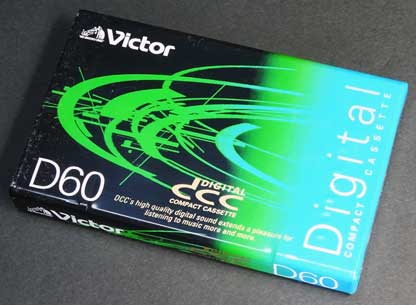 Victor
D60
DIGITAL
dcc
COMPACT CASSETTE
DCC's high quality digital sound extends a pleasure by
listening to music more and more.
Digital
COMPACT CASSETTE
Victor
D60